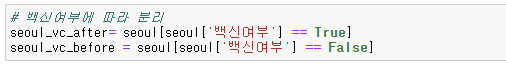 # 백신여부에 따라 분리
seoul_vc_after= seoul[seoul['백신여부'] == True]
seoul_vc_before = seoul[seoul['백신여부'] == False]